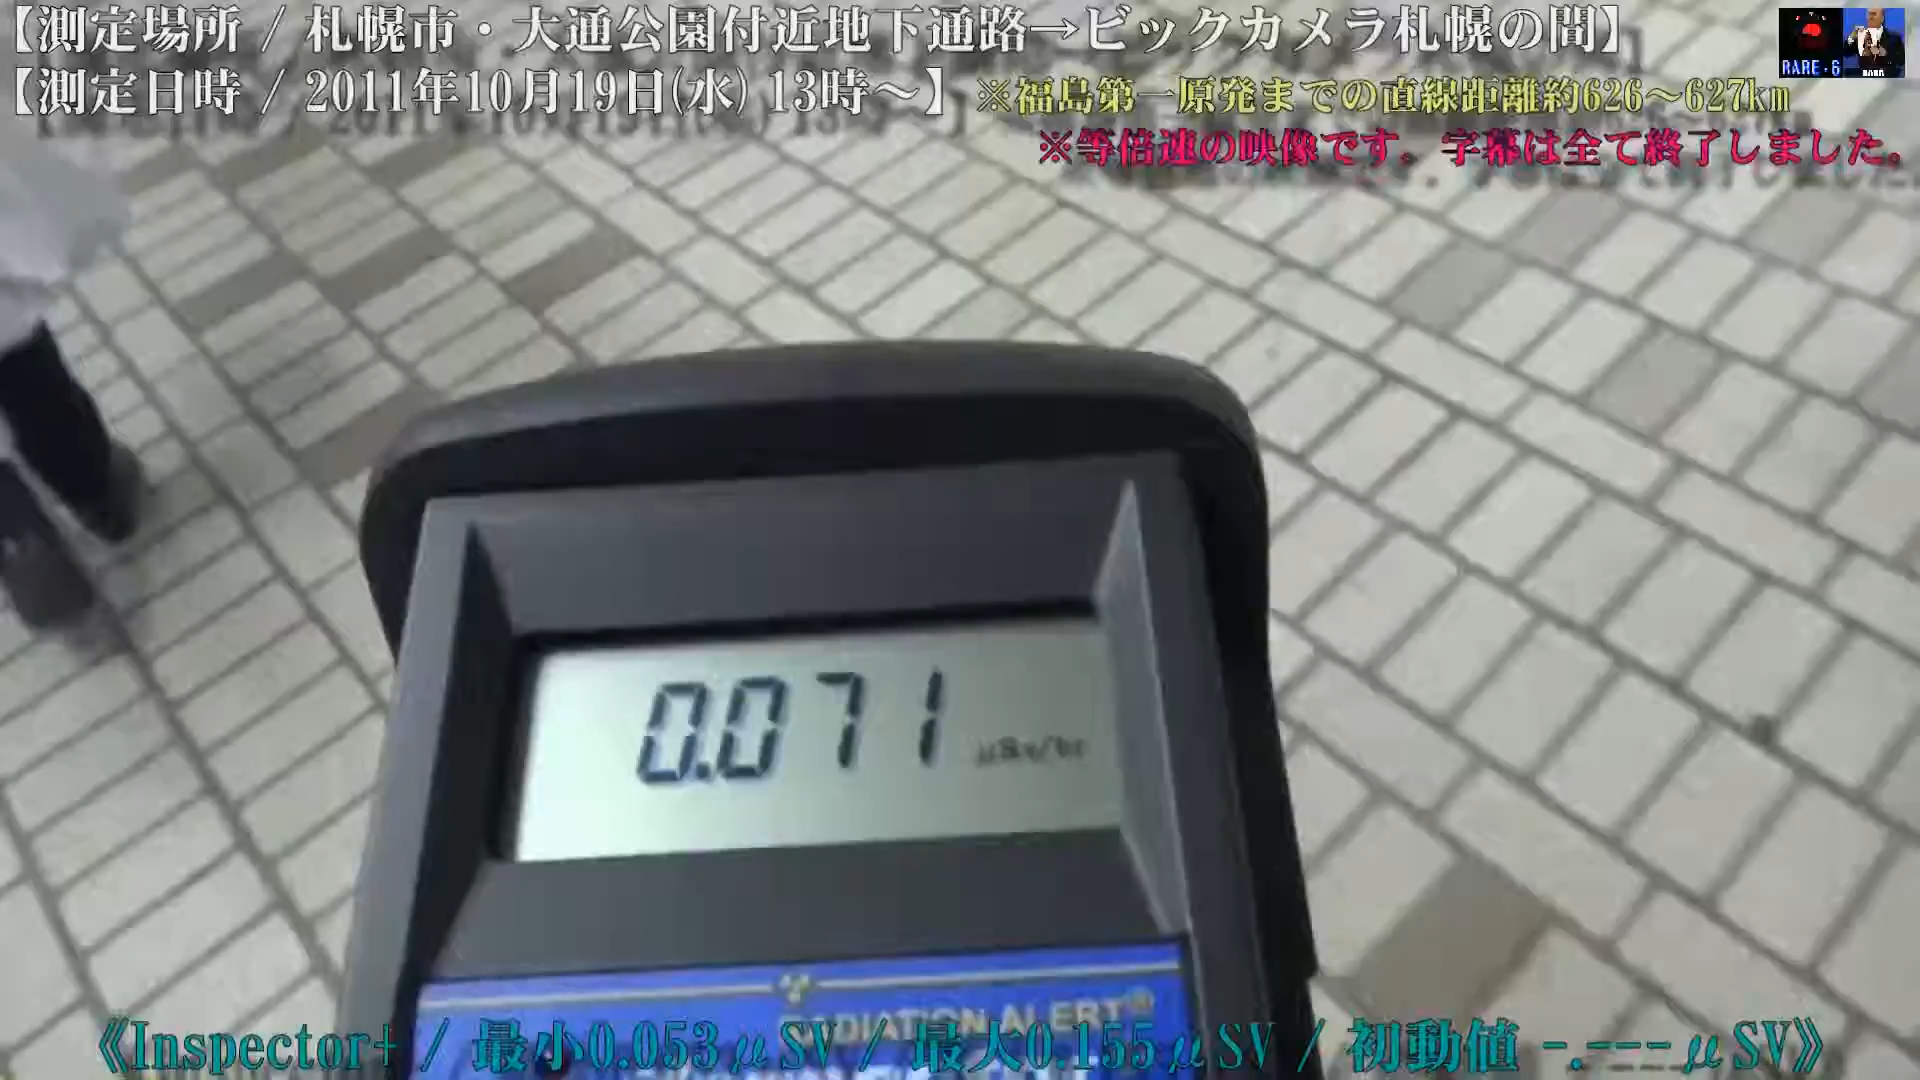 【測定場所 / 札幌市・大通公園付近地下通路→ビックカメラ札幌の間】
【測定日時 / 2011年10月19日(水) 13時～】 ※福島第一原発までの直線距離約626～627km
※等倍速の映像です。字幕は全て終了しました。
RARE・6
0.071 μSv/hr
RADIATION ALERT®
《Inspector+ / 最小0.053μSV / 最大0.155μSV / 初動値 -.---μSV》